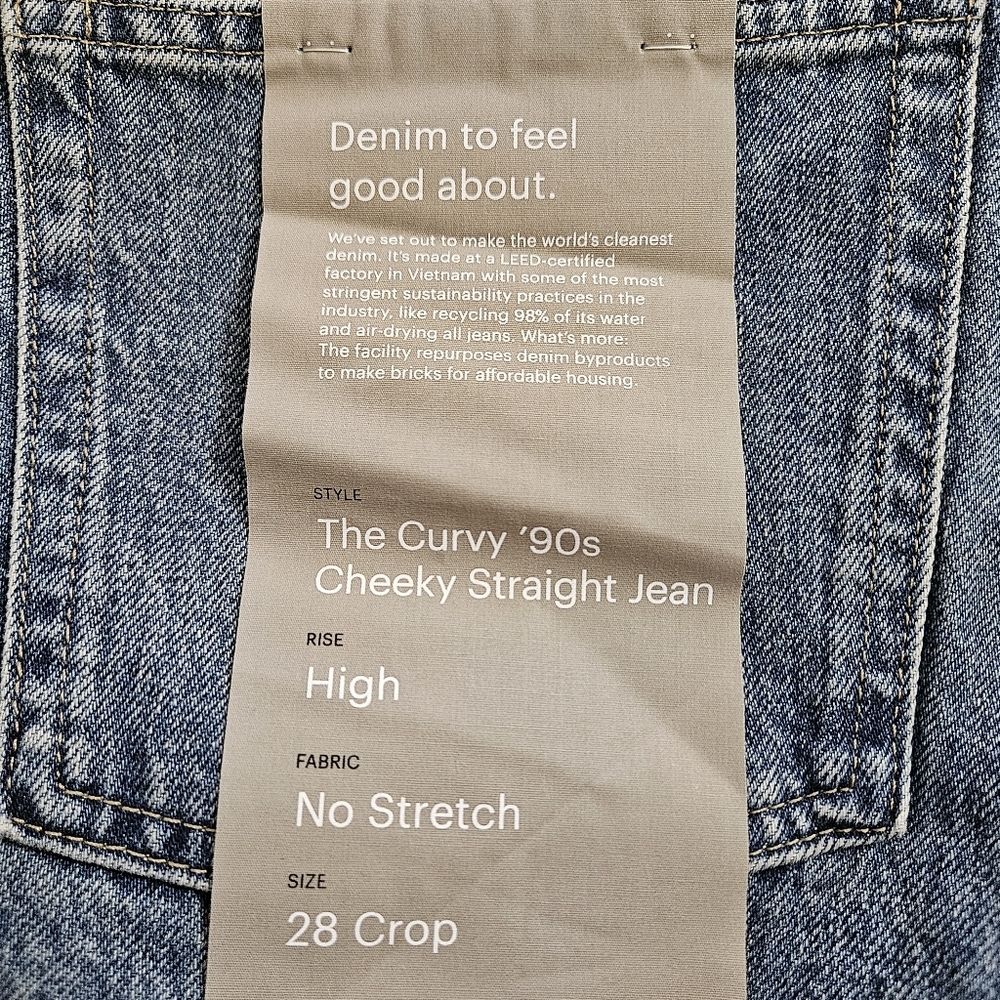 Denim to feel
good about.
We've set out to make the world's cleanest
denim. It's made at a LEED-certified
factory in Vietnam with some of the most
stringent sustainability practices in the
industry, like recycling 98% of its water
and air-drying all jeans. What's more:
The facility repurposes denim byproducts
to make bricks for affordable housing.
STYLE
The Curvy ’90s
Cheeky Straight Jean
RISE
High
FABRIC
No Stretch
SIZE
28 Crop